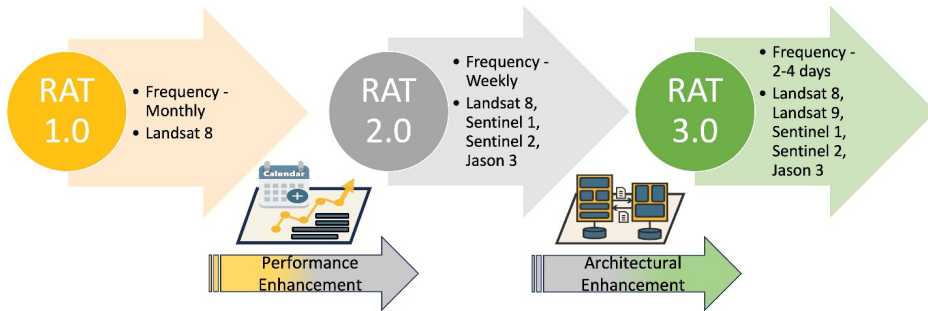 RAT
1.0
• Frequency -
Monthly
• Landsat 8
RAT
2.0
• Frequency -
Weekly
• Landsat 8,
Sentinel 1,
Sentinel 2,
Jason 3
RAT
3.0
• Frequency -
2-4 days
• Landsat 8,
Landsat 9,
Sentinel 1,
Sentinel 2,
Jason 3
Calendar
Performance
Enhancement
Architectural
Enhancement